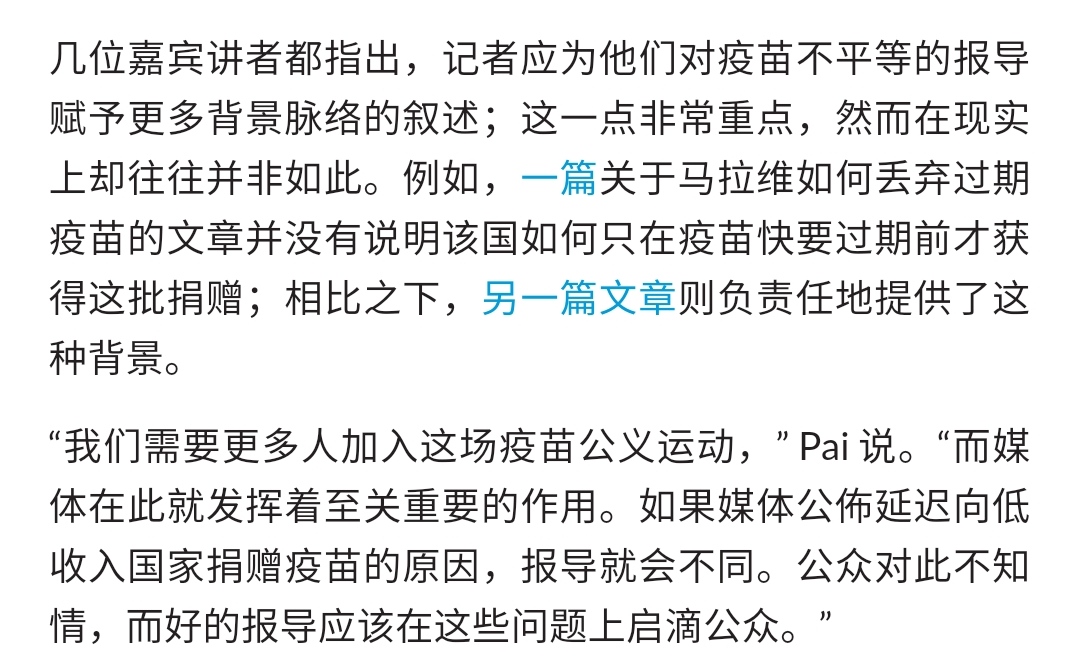 几位嘉宾讲者都指出，记者应为他们对疫苗不平等的报导
赋予更多背景脉络的叙述；这一点非常重点，然而在现实
上却往往并非如此。例如，一篇关于马拉维如何丢弃过期
疫苗的文章并没有说明该国如何只在疫苗快要过期前才获
得这批捐赠；相比之下，另一篇文章则负责任地提供了这
种背景。
“我们需要更多人加入这场疫苗公义运动，” Pai 说。“而媒
体在此就发挥着至关重要的作用。如果媒体公佈延迟向低
收入国家捐赠疫苗的原因，报导就会不同。公众对此不知
情，而好的报导应该在这些问题上启滴公众。”